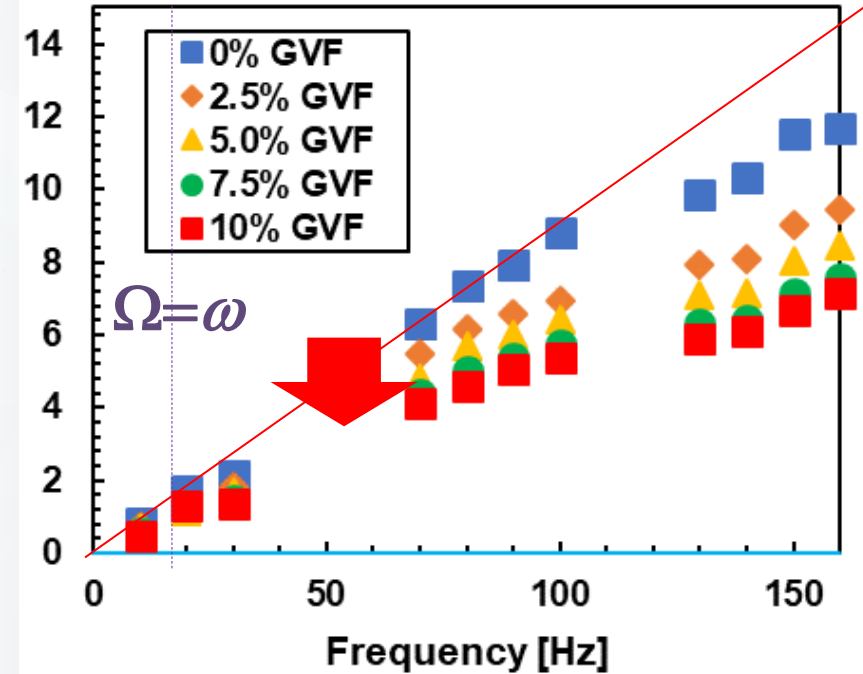 14
12
10
8
6
4
2
0
0% GVF
2.5% GVF
5.0% GVF
7.5% GVF
10% GVF
Ω=ω
0 50 100 150
Frequency [Hz]